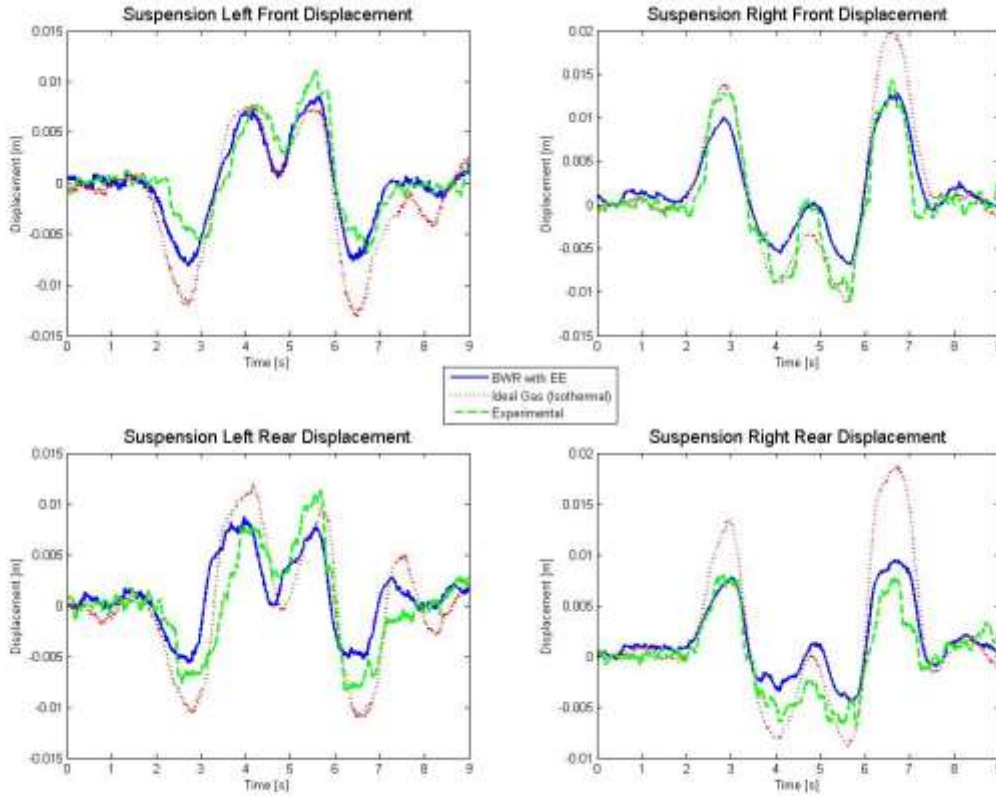 Suspension Left Front Displacement
0.015
0.01
0.005
0
-0.005
-0.01
-0.015
Displacement [m]
0 1 2 3 4 5 6 7 8 9
Time [s]
Suspension Right Front Displacement
0.02
0.015
0.01
0.005
0
-0.005
-0.01
-0.015
Displacement [m]
0 1 2 3 4 5 6 7 8 9
Time [s]
BWR with EE
Ideal Gas (Isothermal)
Experimental
Suspension Left Rear Displacement
0.015
0.01
0.005
0
-0.005
-0.01
-0.015
Displacement [m]
0 1 2 3 4 5 6 7 8 9
Time [s]
Suspension Right Rear Displacement
0.02
0.015
0.01
0.005
0
-0.005
-0.01
Displacement [m]
0 1 2 3 4 5 6 7 8 9
Time [s]